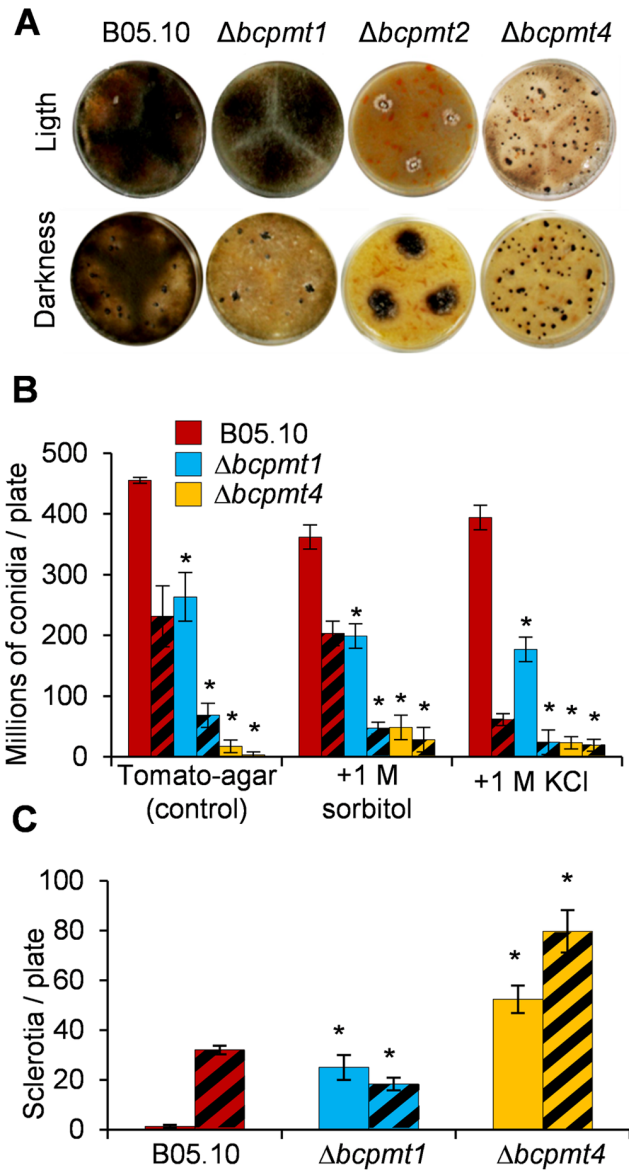 A
B05.10 Δbcpmt1 Δbcpmt2 Δbcpmt4
Ligth
Darkness
B
B05.10
Δbcpmt1
Δbcpmt4
Millions of conidia / plate
500
400
300
200
100
0
* * * *
* * * *
* * * *
Tomato-agar
(control)
+1 M
sorbitol
+1 M KCl
C
Sclerotia / plate
100
80
60
40
20
0
* * * *
B05.10 Δbcpmt1 Δbcpmt4